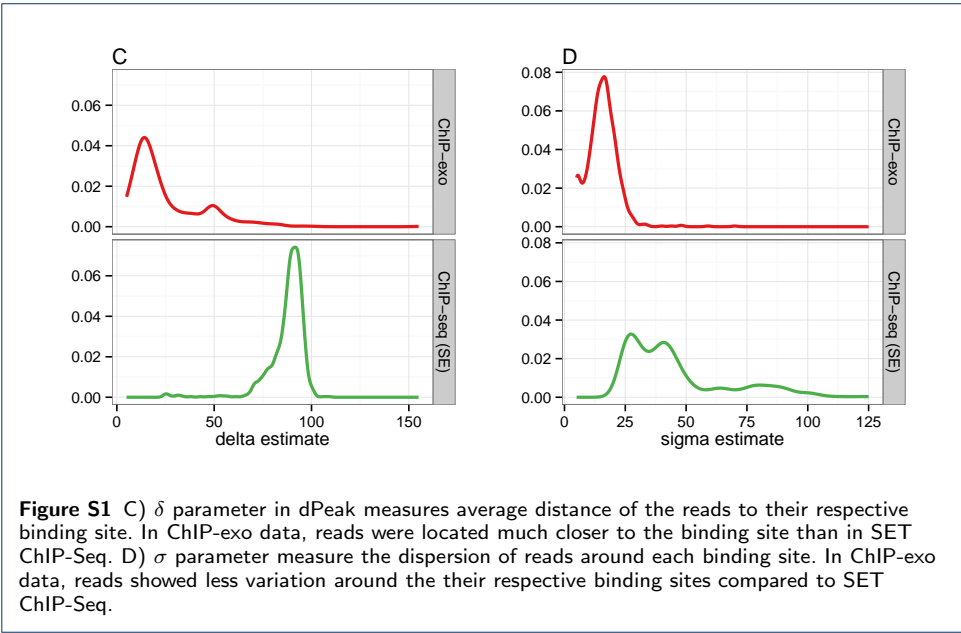 C
0.06
0.04
0.02
0.00
ChIP−exo
0.06
0.04
0.02
0.00
ChIP−seq (SE)
0 50 100 150
delta estimate
D
0.08
0.06
0.04
0.02
0.00
ChIP−exo
0.08
0.06
0.04
0.02
0.00
ChIP−seq (SE)
0 25 50 75 100 125
sigma estimate
Figure S1 C) δ parameter in dPeak measures average distance of the reads to their respective
binding site. In ChIP-exo data, reads were located much closer to the binding site than in SET
ChIP-Seq. D) σ parameter measure the dispersion of reads around each binding site. In ChIP-exo
data, reads showed less variation around the their respective binding sites compared to SET
ChIP-Seq.